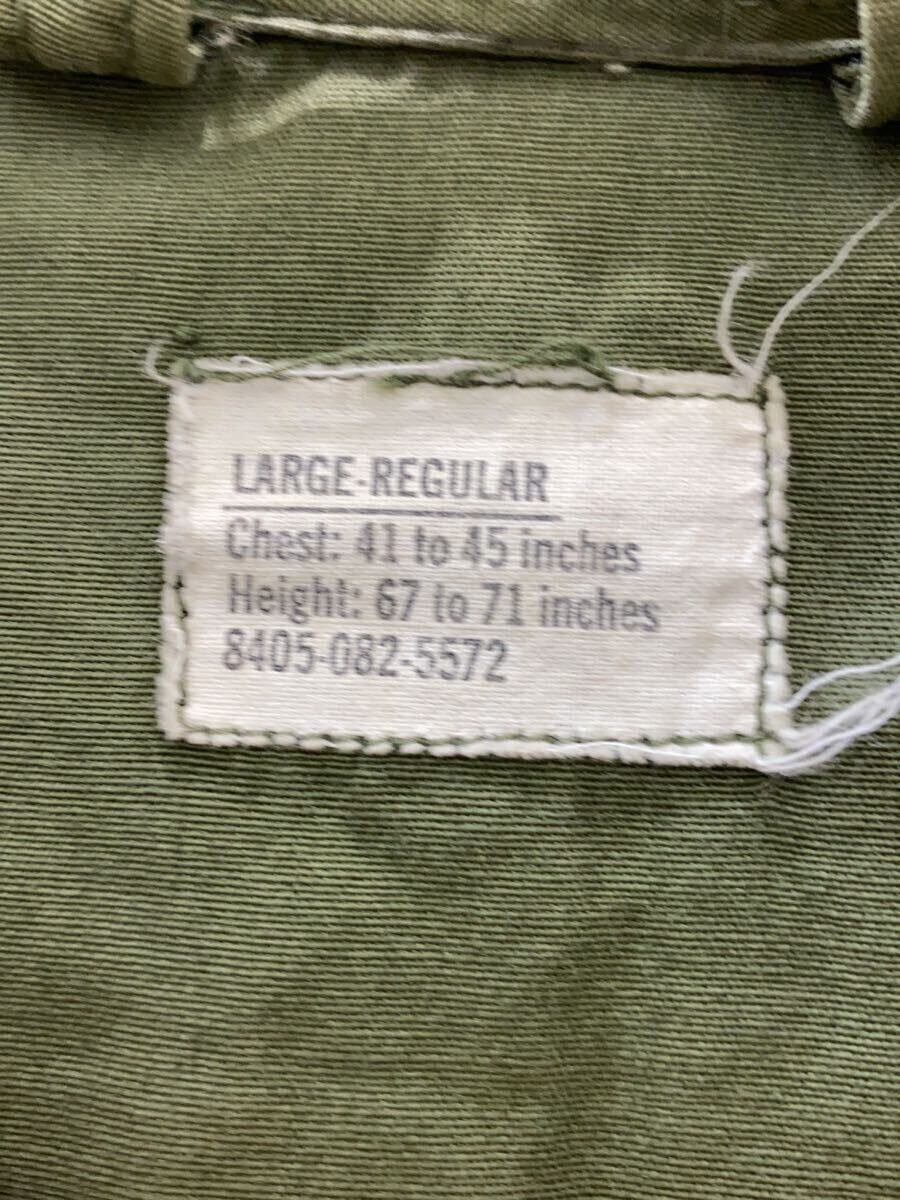 LARGE-REGULAR
Chest: 41 to 45 inches
Height: 67 to 71 inches
8405-082-5572